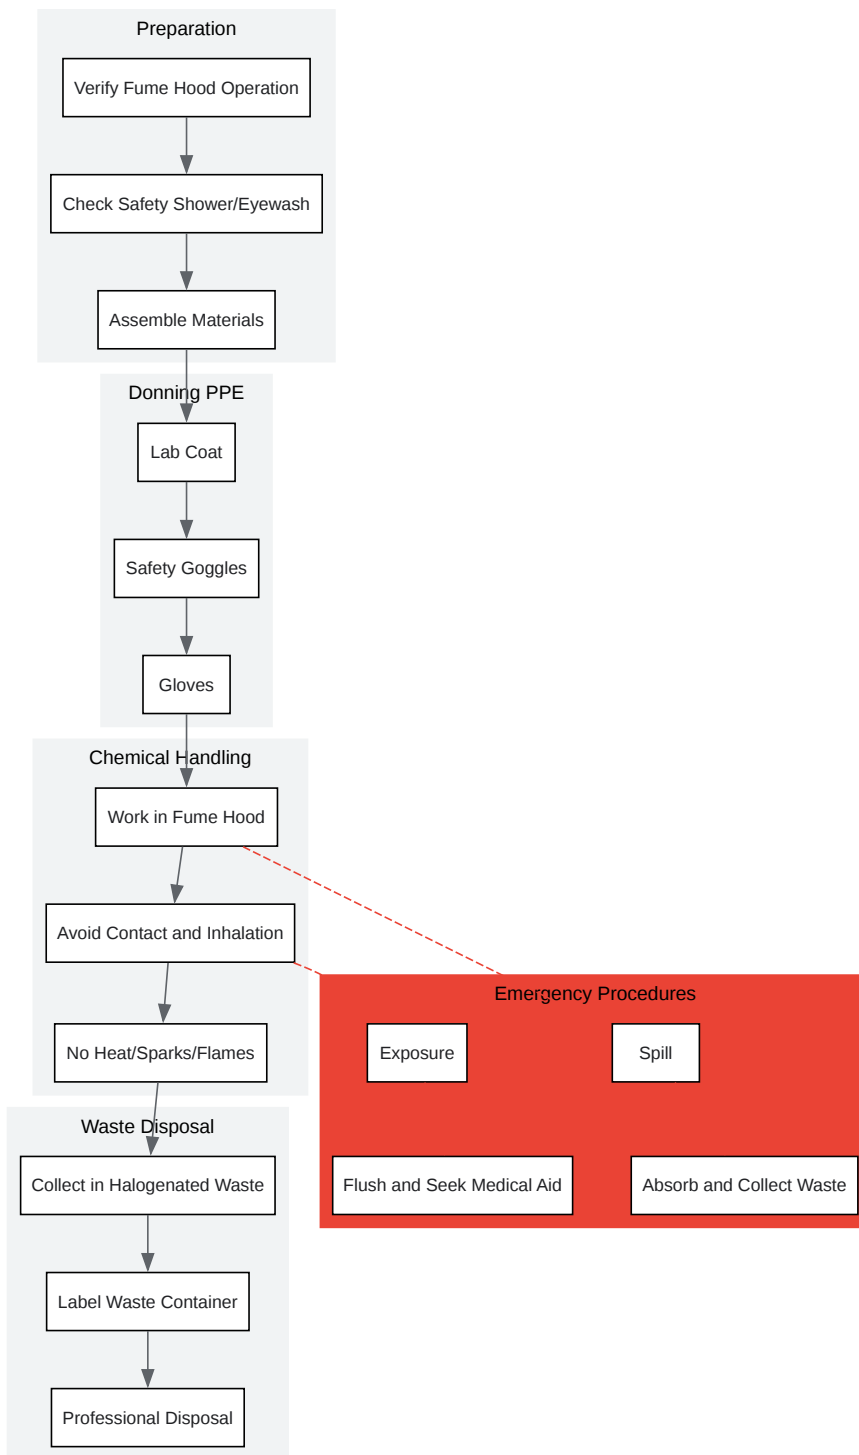 Preparation
Verify Fume Hood Operation
Check Safety Shower/Eyewash
Assemble Materials
Donning PPE
Lab Coat
Safety Goggles
Gloves
Chemical Handling
Work in Fume Hood
Avoid Contact and Inhalation
No Heat/Sparks/Flames
Emergency Procedures
Exposure
Spill
Flush and Seek Medical Aid
Absorb and Collect Waste
Waste Disposal
Collect in Halogenated Waste
Label Waste Container
Professional Disposal